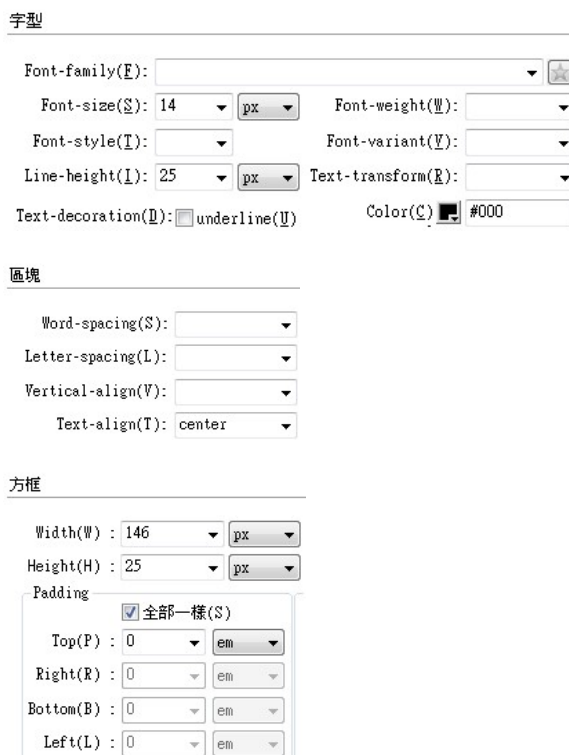 字型
Font-family(F):
Font-size(S): 14 px Font-weight(W):
Font-style(T): Font-variant(V):
Line-height(I): 25 px Text-transform(R):
Text-decoration(D): underline(U) Color(C) #000
區塊
Word-spacing(S):
Letter-spacing(L):
Vertical-align(V):
Text-align(T): center
方框
Width(W) : 146 px
Height(H) : 25 px
Padding
全部一樣(S)
Top(P) : 0 em
Right(R) : 0 em
Bottom(B) : 0 em
Left(L) : 0 em